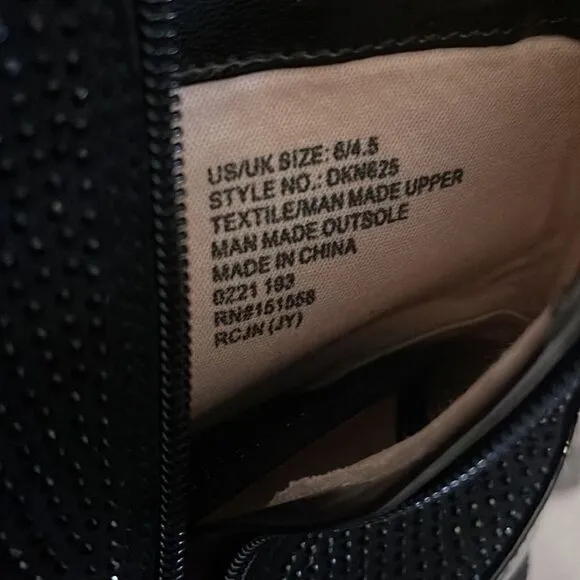 US/UK SIZE: 6/4.5
STYLE NO.: DKN625
TEXTILE/MAN MADE UPPER
MAN MADE OUTSOLE
MADE IN CHINA
0221 193
RN#151558
RCJN (JY)